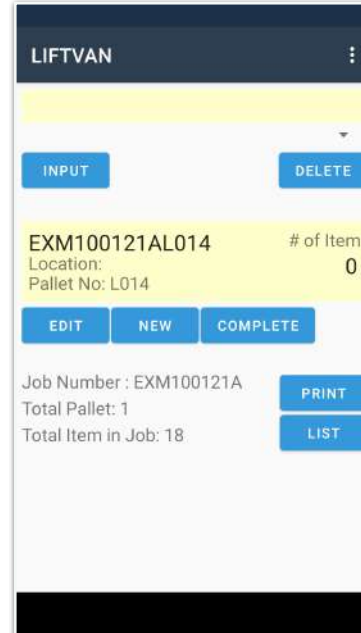 LIFTVAN
INPUT DELETE
EXM100121AL014 # of Item
Location: 0
Pallet No: L014
EDIT NEW COMPLETE
Job Number : EXM100121A PRINT
Total Pallet: 1
Total Item in Job: 18 LIST